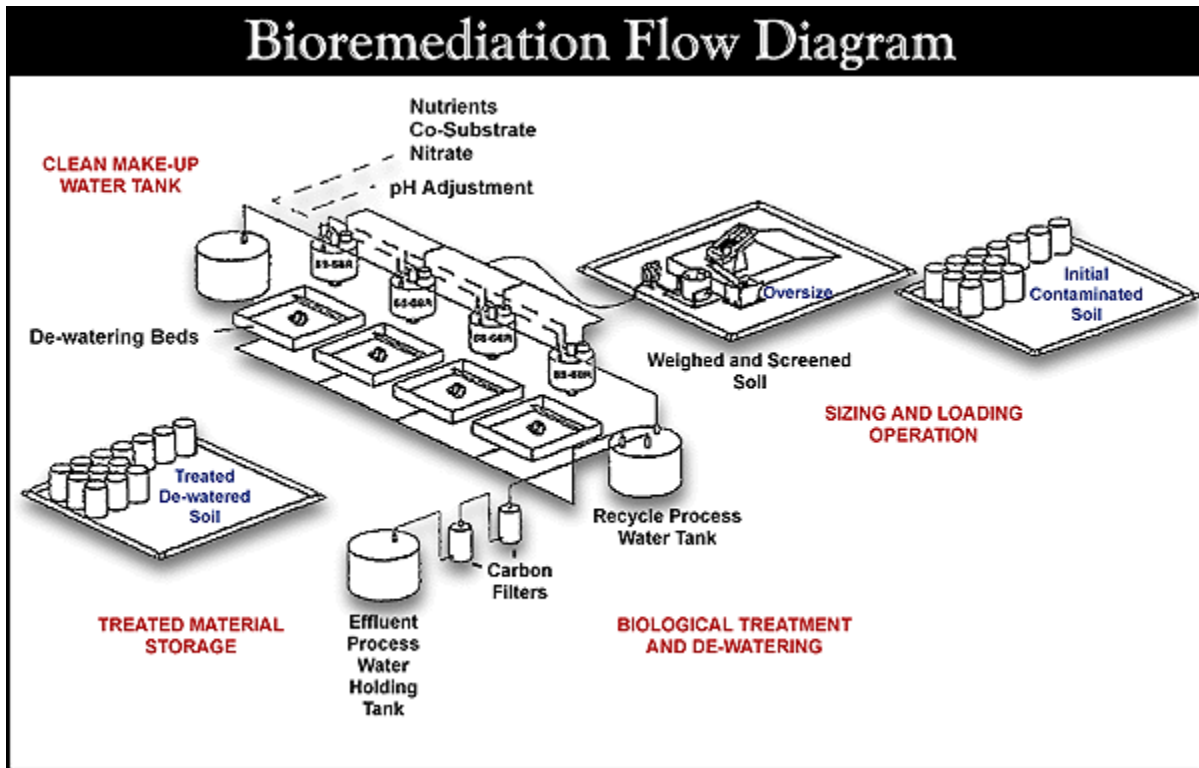 Bioremediation Flow Diagram
Nutrients
Co-Substrate
Nitrate
pH Adjustment
CLEAN MAKE-UP
WATER TANK
De-watering Beds
Oversize
Initial
Contaminated
Soil
Weighed and Screened
Soil
SIZING AND LOADING
OPERATION
Treated
De-watered
Soil
Recycle Process
Water Tank
Carbon
Filters
TREATED MATERIAL
STORAGE
Effluent
Process
Water
Holding
Tank
BIOLOGICAL TREATMENT
AND DE-WATERING